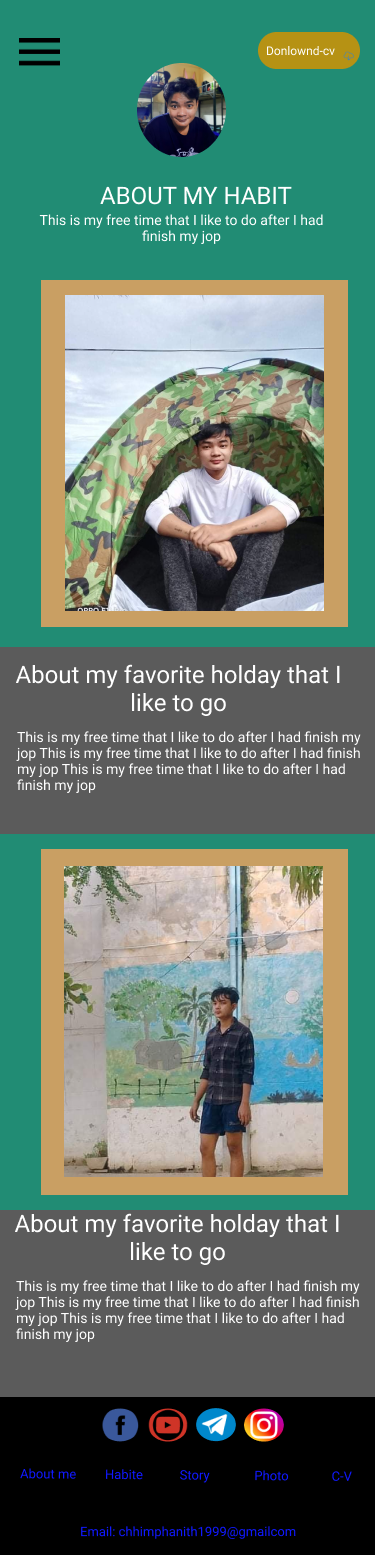 Donlownd-cv
ABOUT MY HABIT
This is my free time that I like to do after I had
finish my jop
About my favorite holday that I
like to go
This is my free time that I like to do after I had finish my
jop This is my free time that I like to do after I had finish
my jop This is my free time that I like to do after I had
finish my jop
About my favorite holday that I
like to go
This is my free time that I like to do after I had finish my
jop This is my free time that I like to do after I had finish
my jop This is my free time that I like to do after I had
finish my jop
About me Habite Story Photo C-V
Email: chhimphanith1999@gmailcom